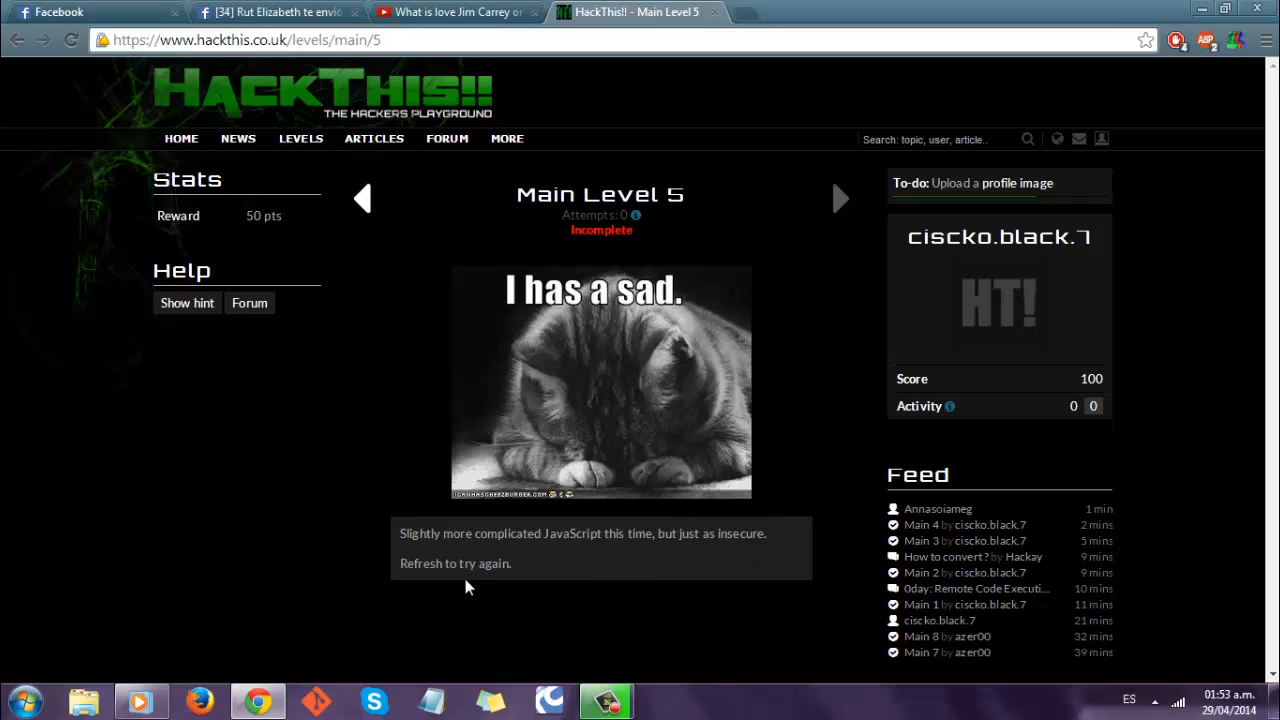 Facebook
[34] Rut Elizabeth te envio
What is love Jim Carrey or
HackThis!! - Main Level 5
https://www.hackthis.co.uk/levels/main/5
4
ABP
2
HACKTHIS!!
THE HACKERS PLAYGROUND
HOME NEWS LEVELS ARTICLES FORUM MORE
Search: topic, user, article..
Stats
Reward 50 pts
Help
Show hint Forum
Main Level 5
Attempts: 0
Incomplete
I has a sad.
ICANHASCHEEZBURGER.COM
Slightly more complicated JavaScript this time, but just as insecure.
Refresh to try again.
To-do: Upload a profile image
ciscko.black.7
HT!
Score 100
Activity 0 0
Feed
Annasoiameg 1 min
Main 4 by ciscko.black.7 2 mins
Main 3 by ciscko.black.7 5 mins
How to convert? by Hackay 9 mins
Main 2 by ciscko.black.7 9 mins
0day: Remote Code Executi... 10 mins
Main 1 by ciscko.black.7 11 mins
ciscko.black.7 21 mins
Main 8 by azer00 32 mins
Main 7 by azer00 39 mins
ES
01:53 a.m.
29/04/2014